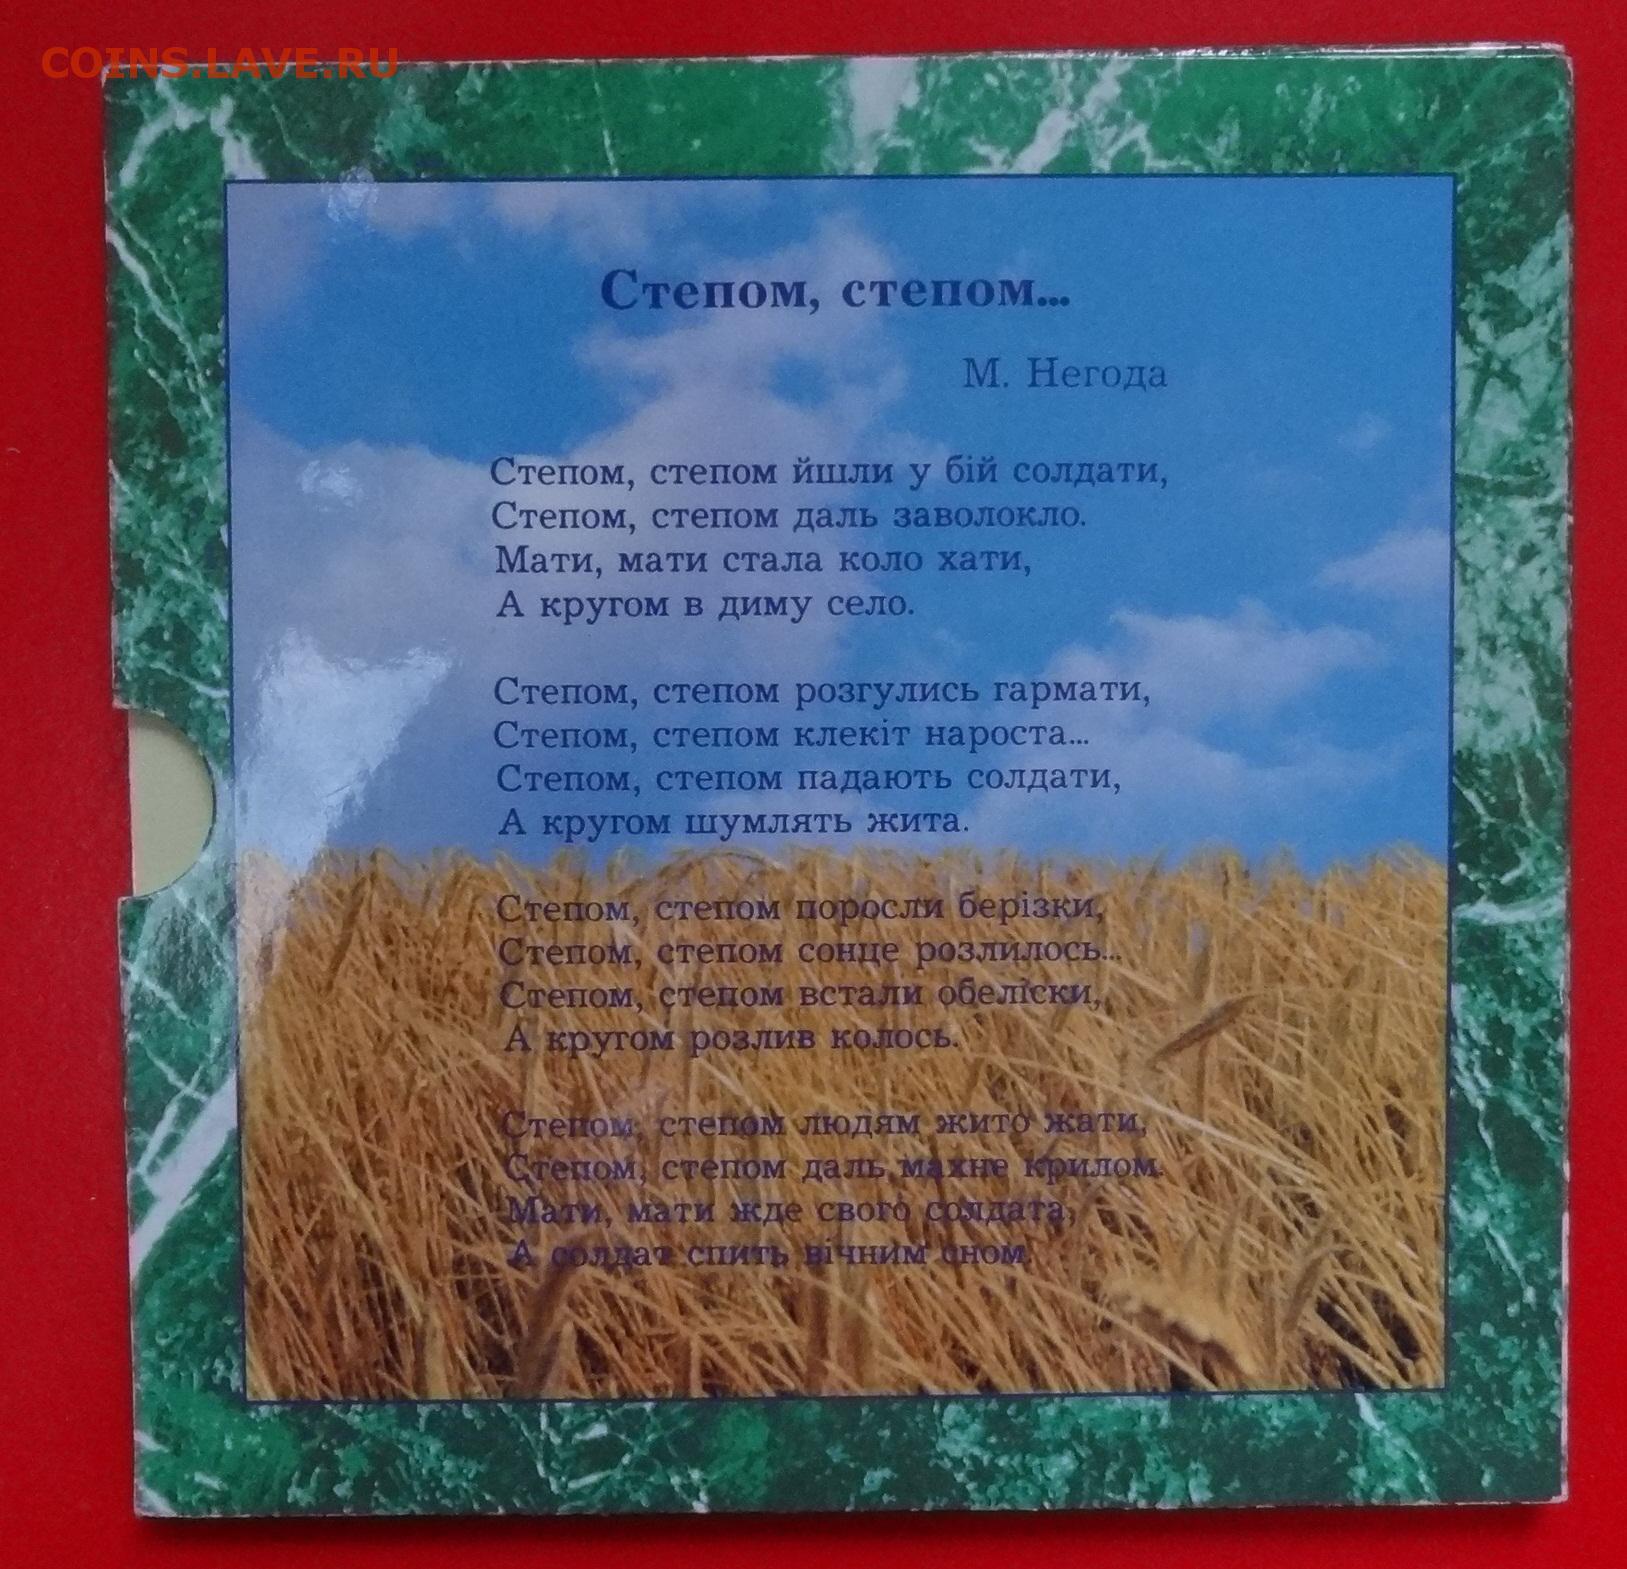 COINS.LAVE.RU
Степом, степом...
М. Негода
Степом, степом йшли у бій солдати,
Степом, степом даль заволокло.
Мати, мати стала коло хати,
А кругом в диму село.
Степом, степом розгулись гармати,
Степом, степом клекіт нароста...
Степом, степом падають солдати,
А кругом шумлять жита.
Степом, степом поросли берізки,
Степом, степом сонце розлилось...
Степом, степом встали обеліски,
А кругом розлив колось.
Степом, степом людям жито жати,
Степом, степом даль махне крилом.
Мати, мати жде свого солдата,
А солдат спить вічним сном.